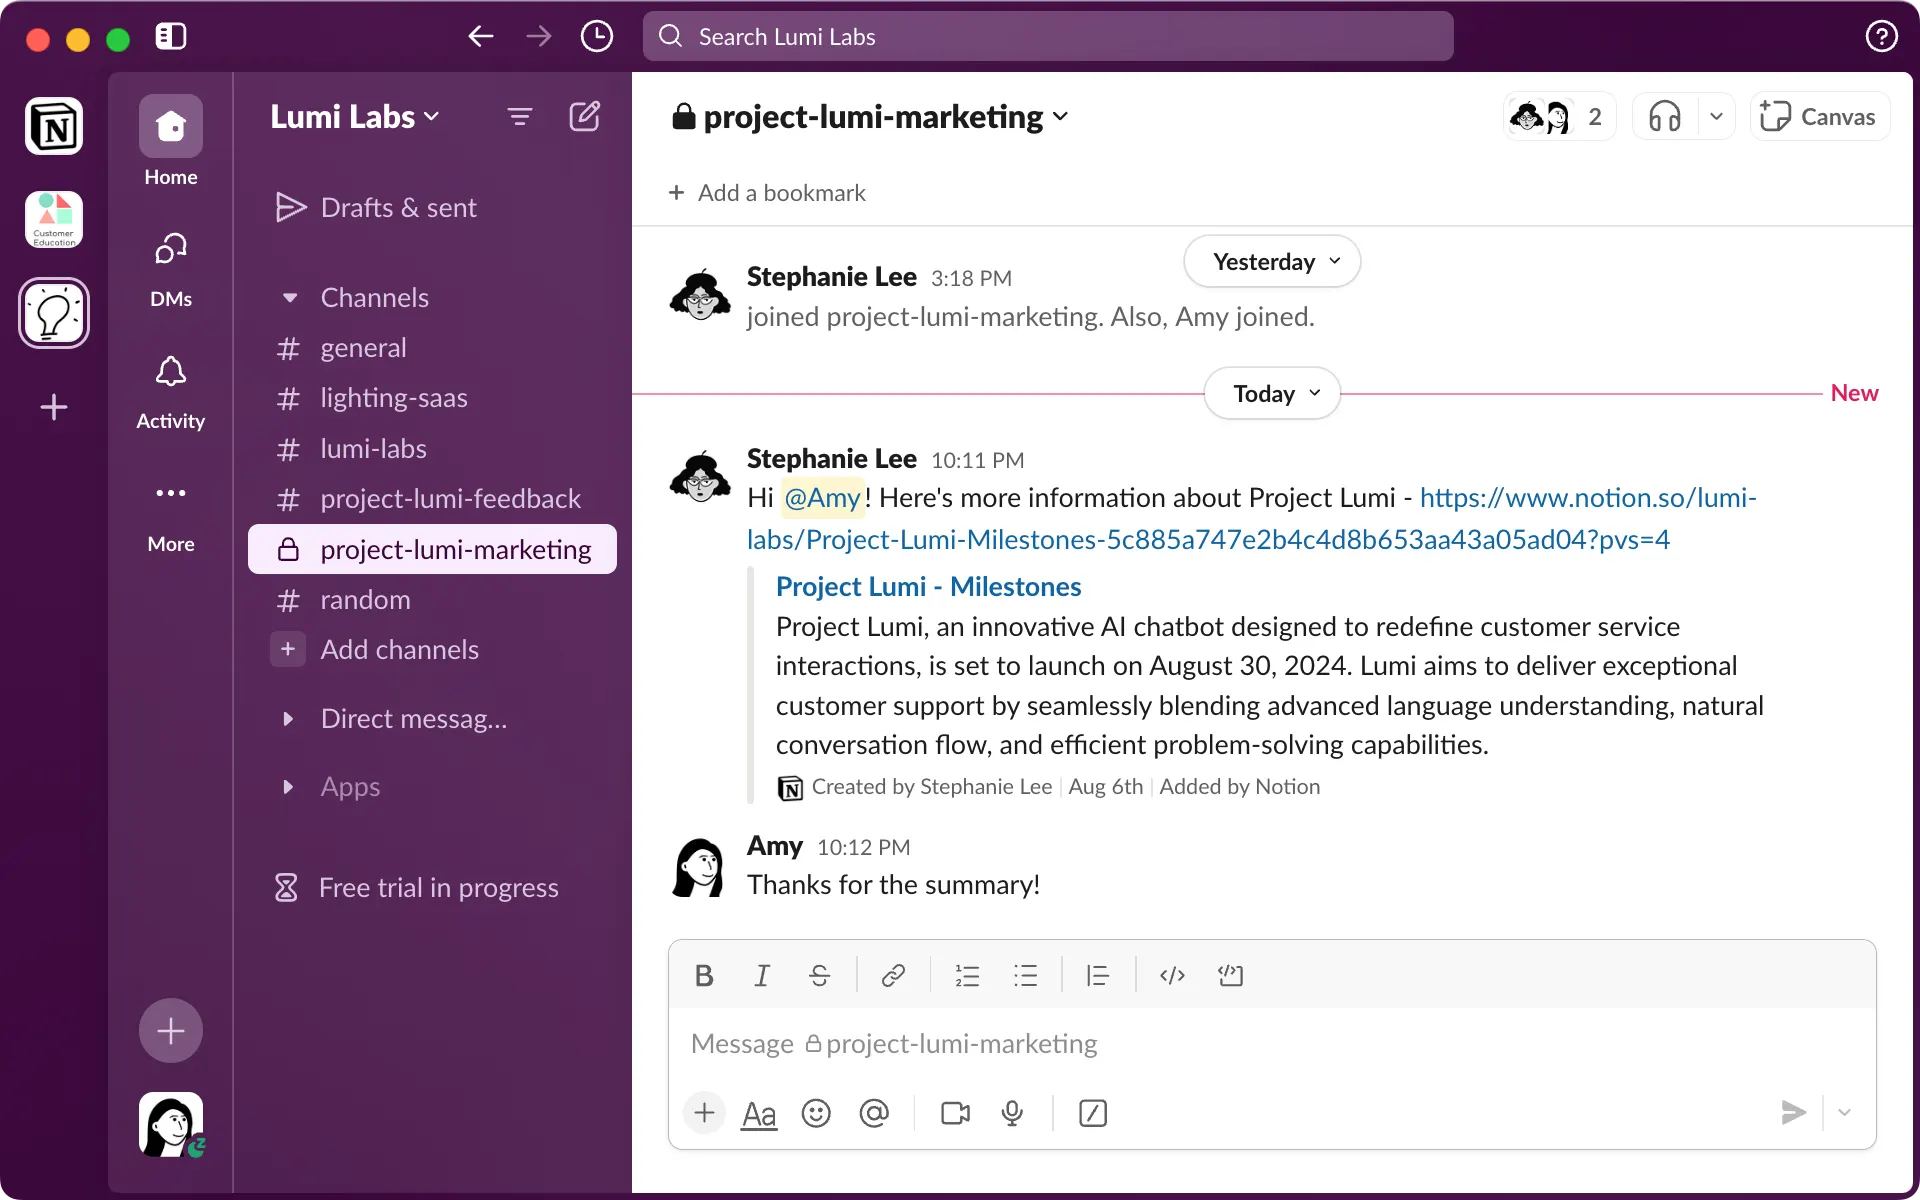 Search Lumi Labs
N
Customer
Education
Home
DMs
Activity
More
Lumi Labs
Drafts & sent
Channels
# general
# lighting-saas
# lumi-labs
# project-lumi-feedback
project-lumi-marketing
# random
+ Add channels
Direct messag...
Apps
Free trial in progress
project-lumi-marketing
2
Canvas
+ Add a bookmark
Yesterday
Stephanie Lee 3:18 PM
joined project-lumi-marketing. Also, Amy joined.
Today
New
Stephanie Lee 10:11 PM
Hi @Amy! Here's more information about Project Lumi - https://www.notion.so/lumi-
labs/Project-Lumi-Milestones-5c885a747e2b4c4d8b653aa43a05ad04?pvs=4
Project Lumi - Milestones
Project Lumi, an innovative AI chatbot designed to redefine customer service
interactions, is set to launch on August 30, 2024. Lumi aims to deliver exceptional
customer support by seamlessly blending advanced language understanding, natural
conversation flow, and efficient problem-solving capabilities.
N Created by Stephanie Lee | Aug 6th | Added by Notion
Amy 10:12 PM
Thanks for the summary!
B I S
Message project-lumi-marketing
+ Aa @
z